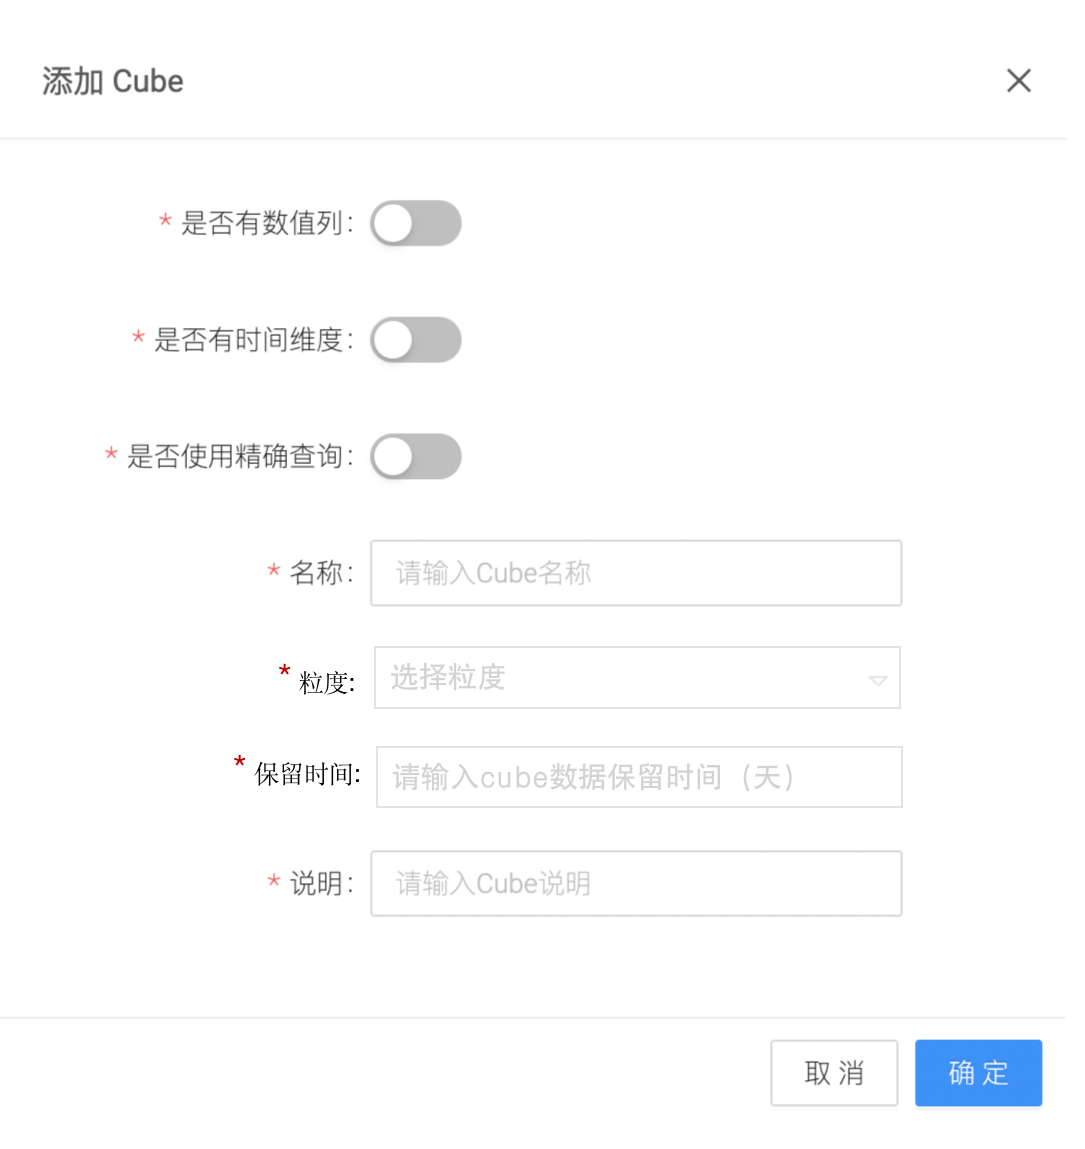 添加 Cube
* 是否有数值列:
* 是否有时间维度:
* 是否使用精确查询:
* 名称: 请输入Cube名称
* 粒度: 选择粒度
* 保留时间: 请输入cube数据保留时间（天）
* 说明: 请输入Cube说明
取 消 确 定